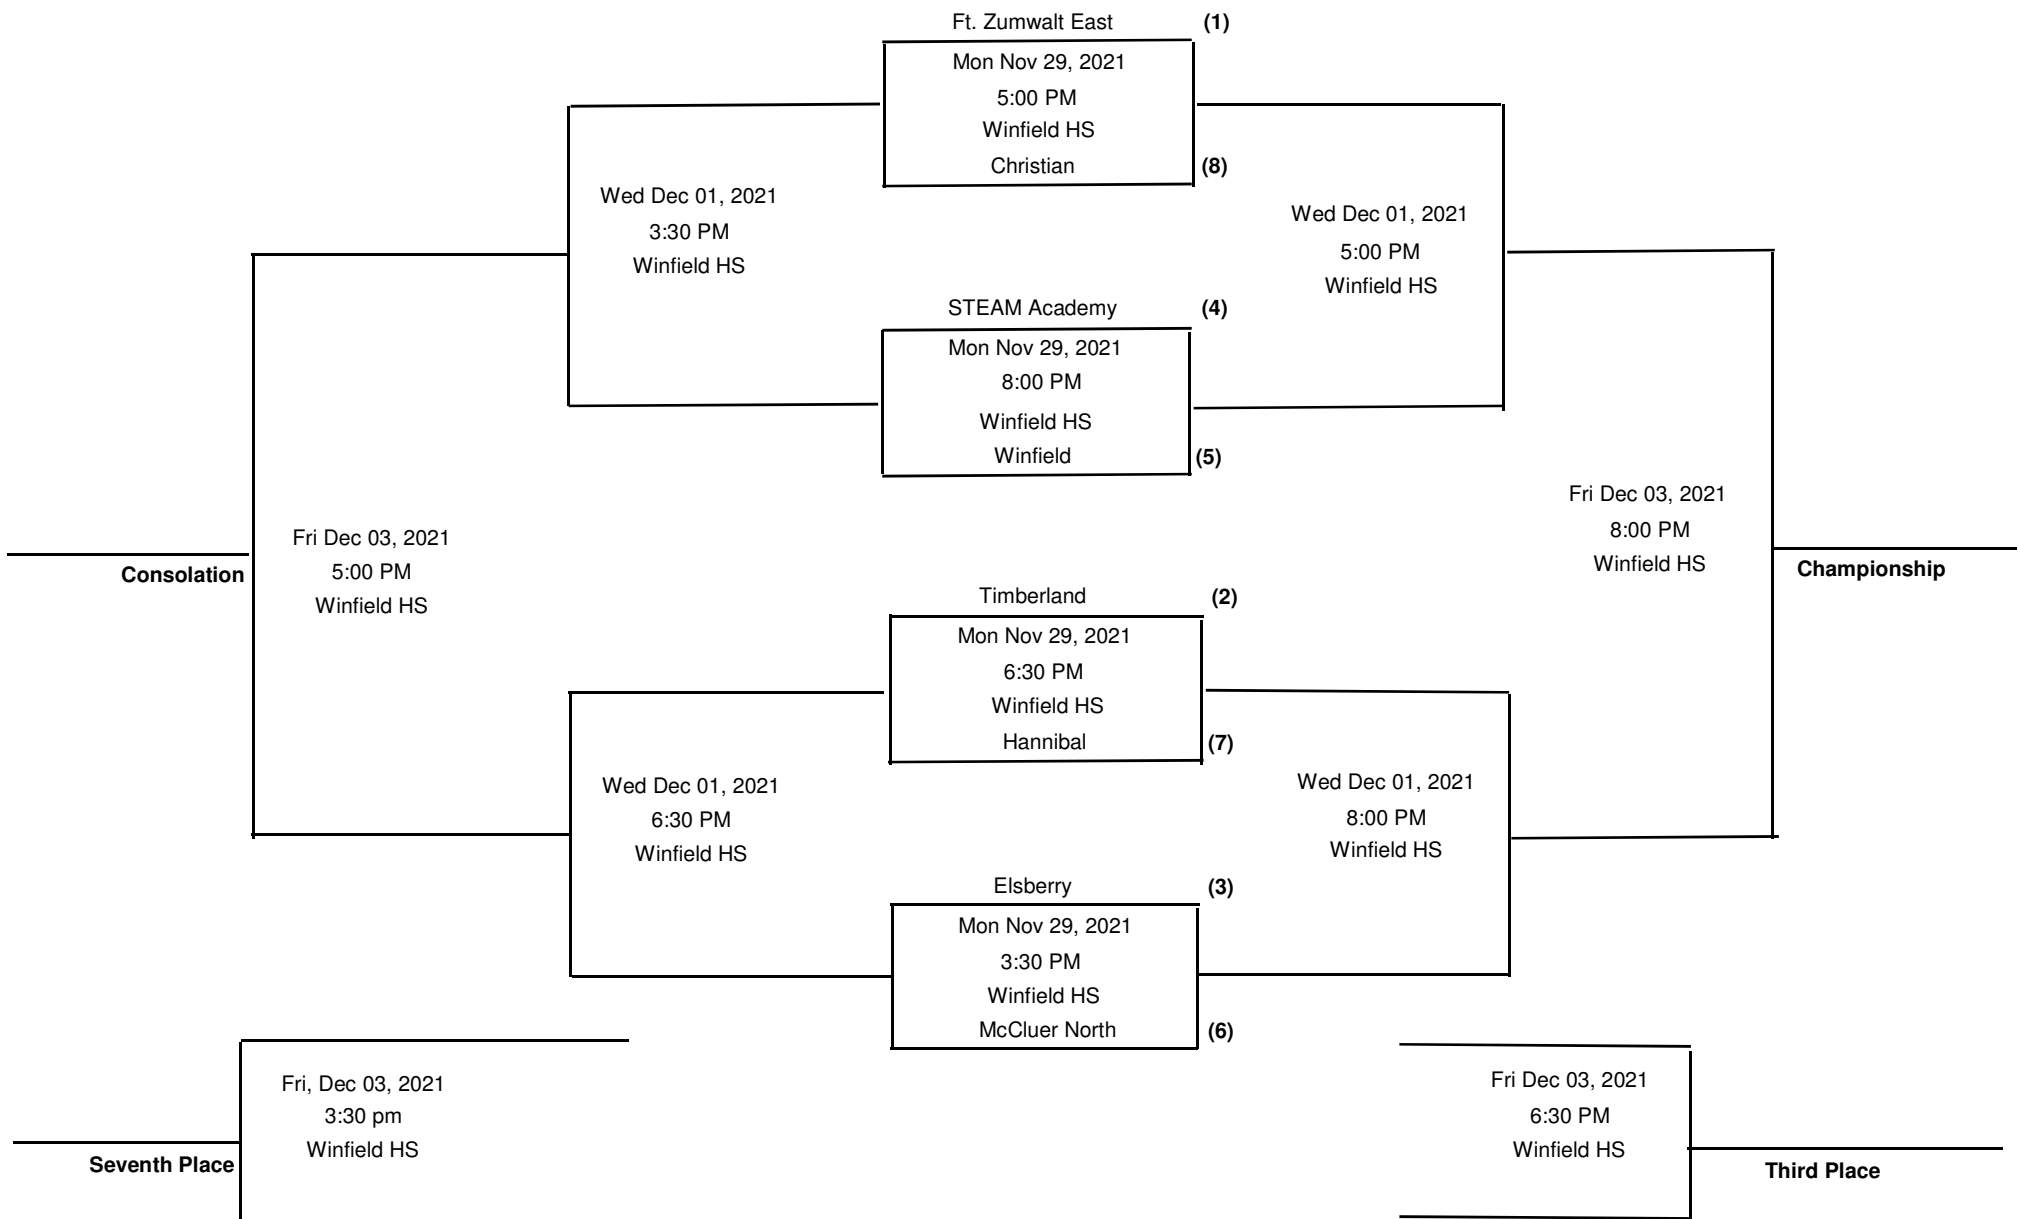 Ft. Zumwalt East (1)
Mon Nov 29, 2021
5:00 PM
Winfield HS
Christian (8)
Wed Dec 01, 2021
3:30 PM
Winfield HS
Wed Dec 01, 2021
5:00 PM
Winfield HS
STEAM Academy (4)
Mon Nov 29, 2021
8:00 PM
Winfield HS
Winfield (5)
Fri Dec 03, 2021
5:00 PM
Winfield HS
Consolation
Fri Dec 03, 2021
8:00 PM
Winfield HS
Championship
Timberland (2)
Mon Nov 29, 2021
6:30 PM
Winfield HS
Hannibal (7)
Wed Dec 01, 2021
6:30 PM
Winfield HS
Wed Dec 01, 2021
8:00 PM
Winfield HS
Elsberry (3)
Mon Nov 29, 2021
3:30 PM
Winfield HS
McCluer North (6)
Fri, Dec 03, 2021
3:30 pm
Winfield HS
Seventh Place
Fri Dec 03, 2021
6:30 PM
Winfield HS
Third Place